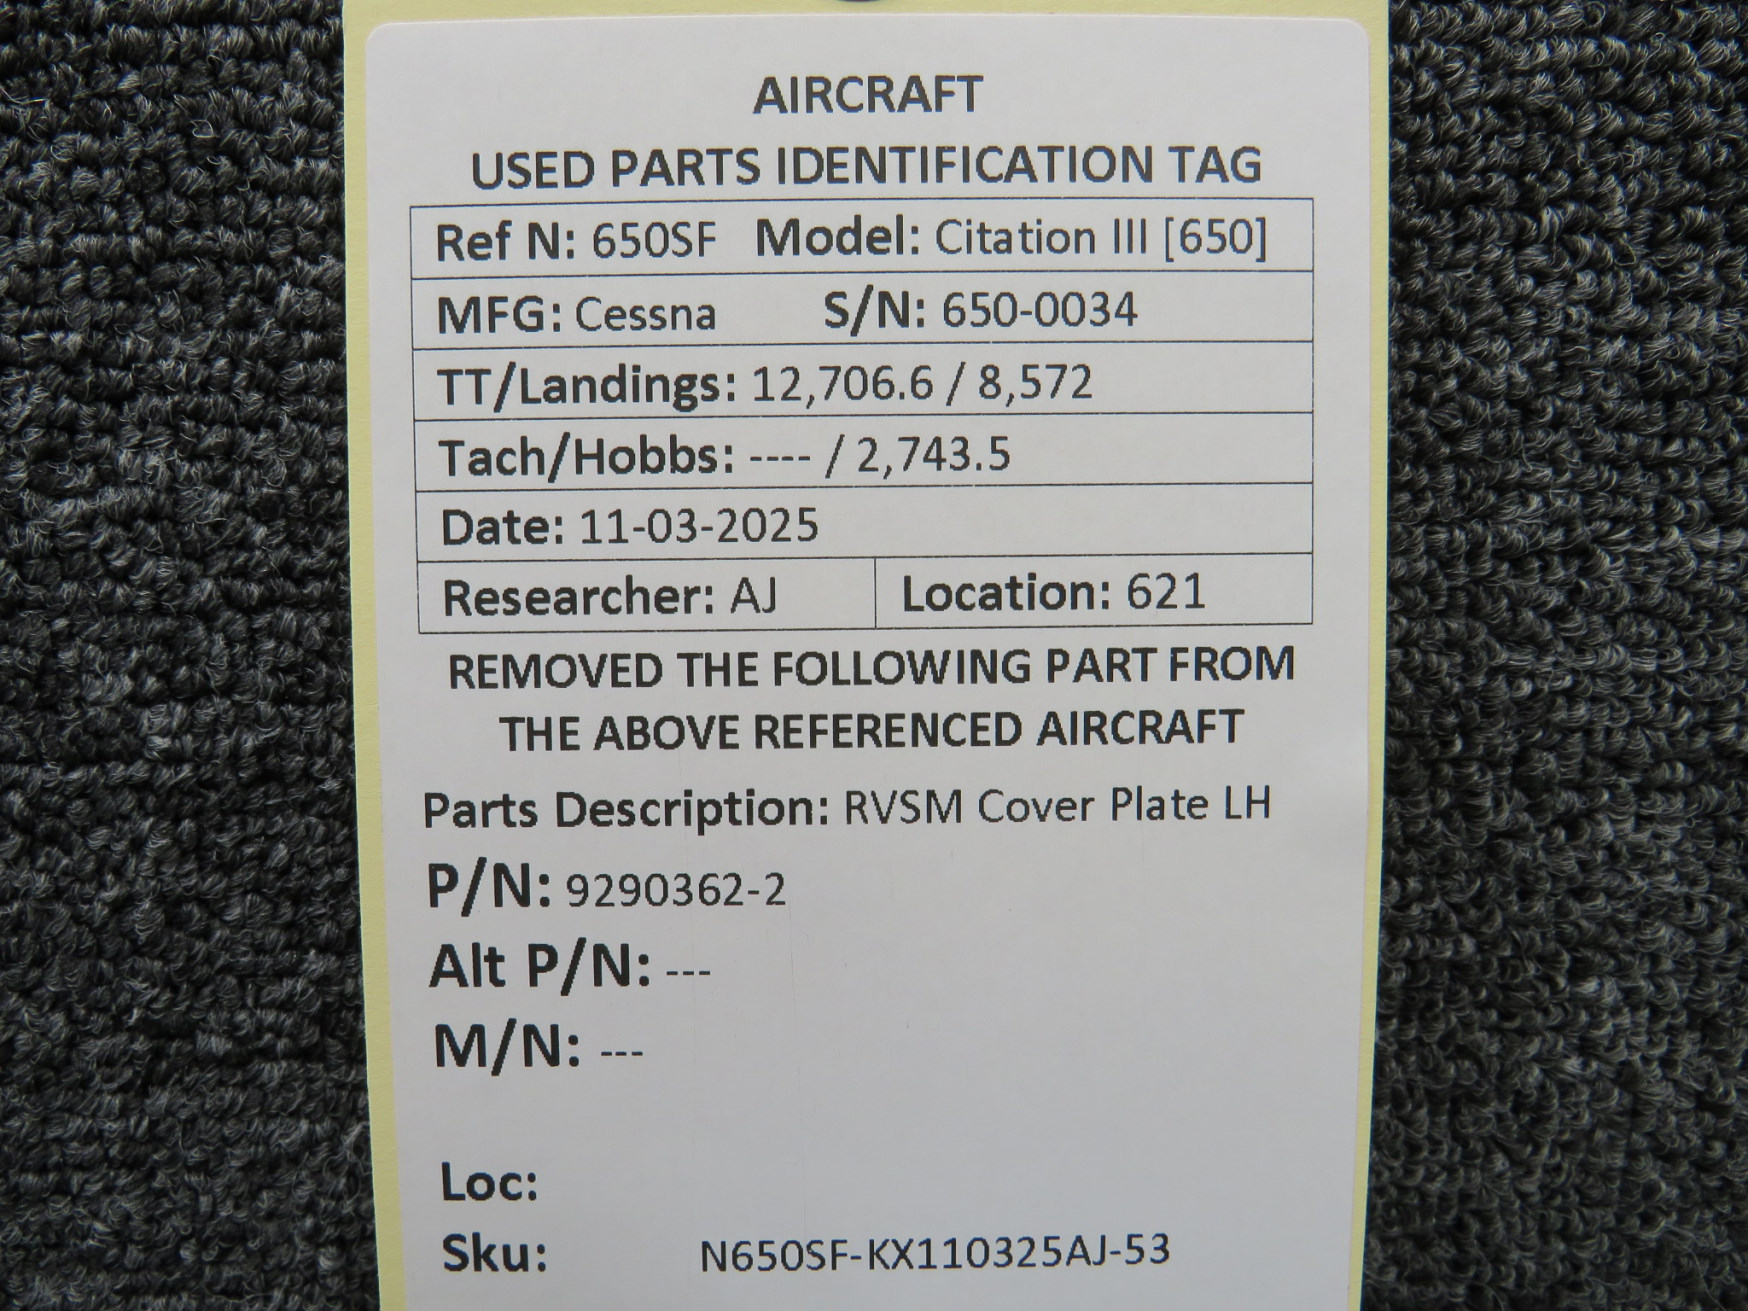 AIRCRAFT
USED PARTS IDENTIFICATION TAG
Ref N: 650SF Model: Citation III [650]
MFG: Cessna S/N: 650-0034
TT/Landings: 12,706.6 / 8,572
Tach/Hobbs: ---- / 2,743.5
Date: 11-03-2025
Researcher: AJ Location: 621
REMOVED THE FOLLOWING PART FROM
THE ABOVE REFERENCED AIRCRAFT
Parts Description: RVSM Cover Plate LH
P/N: 9290362-2
Alt P/N: ---
M/N: ---
Loc:
Sku: N650SF-KX110325AJ-53